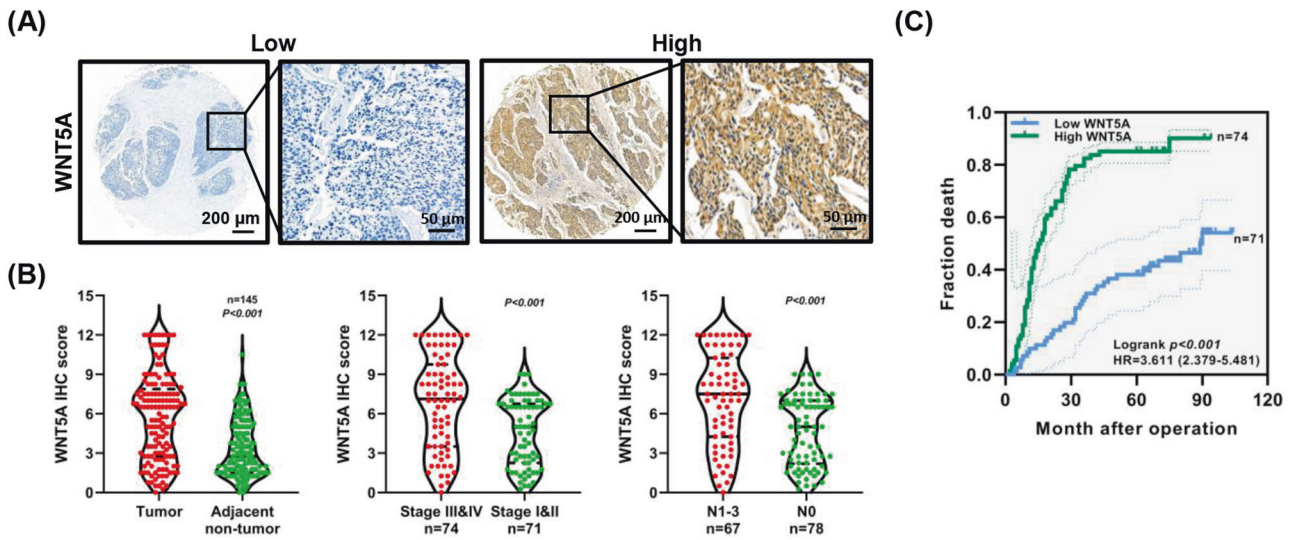 (A)
Low
High
WNT5A
200 µm
50 µm
200 µm
50 µm
(B)
WNT5A IHC score
15
12
9
6
3
0
n=145
P<0.001
Tumor
Adjacent
non-tumor
WNT5A IHC score
15
12
9
6
3
0
P<0.001
Stage III&IV
n=74
Stage I&II
n=71
WNT5A IHC score
15
12
9
6
3
0
P<0.001
N1-3
n=67
N0
n=78
(C)
Fraction death
1.0
0.8
0.6
0.4
0.2
0.0
Low WNT5A
High WNT5A
n=74
n=71
Logrank p<0.001
HR=3.611 (2.379-5.481)
0
30
60
90
120
Month after operation